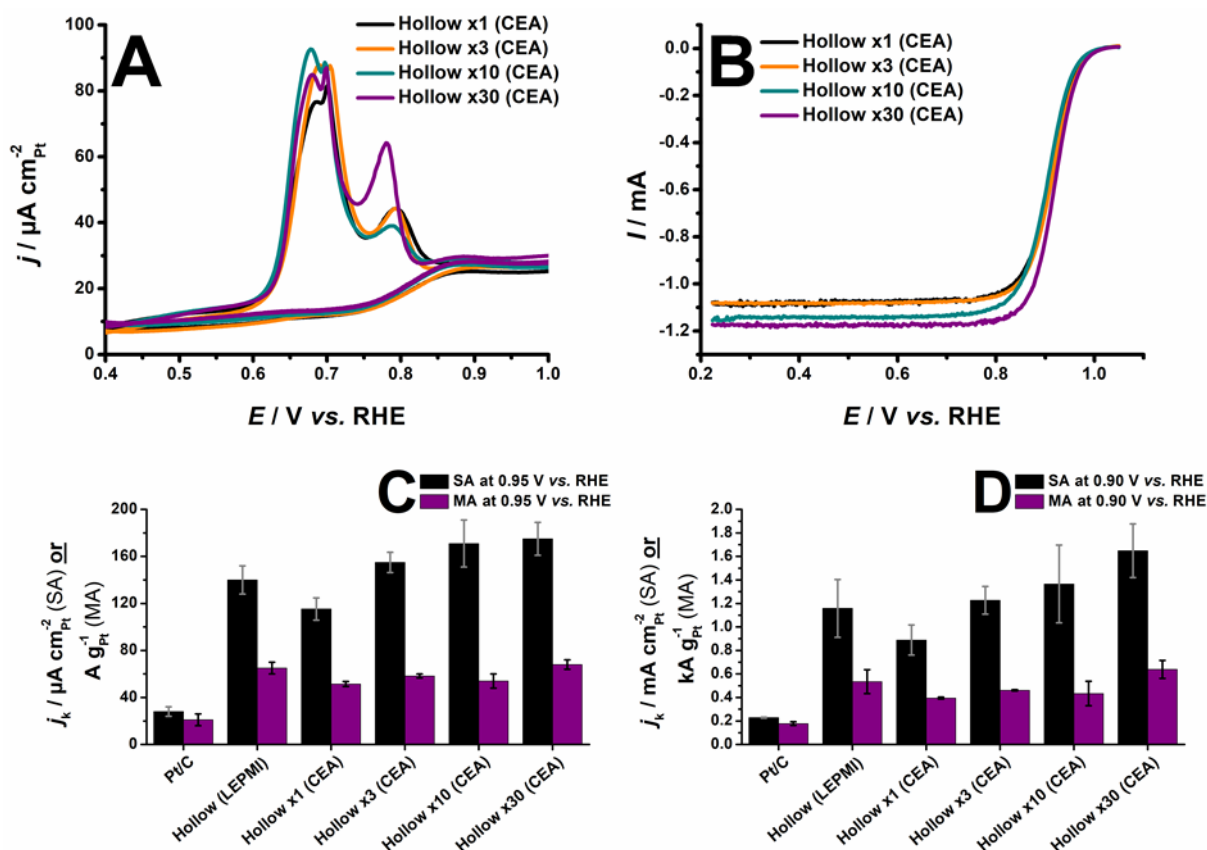 A
Hollow x1 (CEA)
Hollow x3 (CEA)
Hollow x10 (CEA)
Hollow x30 (CEA)
100
80
60
40
20
0
j / µA cm⁻²Pt
0.4 0.5 0.6 0.7 0.8 0.9 1.0
E / V vs. RHE
B
Hollow x1 (CEA)
Hollow x3 (CEA)
Hollow x10 (CEA)
Hollow x30 (CEA)
0.0
-0.2
-0.4
-0.6
-0.8
-1.0
-1.2
I / mA
0.2 0.4 0.6 0.8 1.0
E / V vs. RHE
C
SA at 0.95 V vs. RHE
MA at 0.95 V vs. RHE
200
160
120
80
40
0
jk / µA cm⁻²Pt (SA) or
A g⁻¹Pt (MA)
Pt/C
Hollow (LEPMI)
Hollow x1 (CEA)
Hollow x3 (CEA)
Hollow x10 (CEA)
Hollow x30 (CEA)
D
SA at 0.90 V vs. RHE
MA at 0.90 V vs. RHE
2.0
1.8
1.6
1.4
1.2
1.0
0.8
0.6
0.4
0.2
0.0
jk / mA cm⁻²Pt (SA) or
kA g⁻¹Pt (MA)
Pt/C
Hollow (LEPMI)
Hollow x1 (CEA)
Hollow x3 (CEA)
Hollow x10 (CEA)
Hollow x30 (CEA)